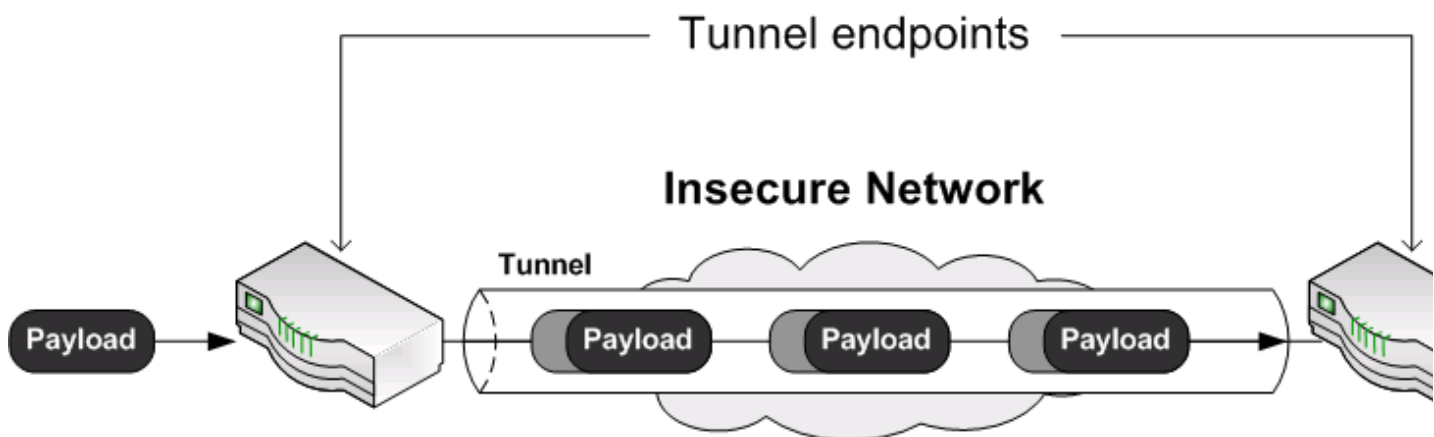 Tunnel endpoints
Insecure Network
Tunnel
Payload
Payload
Payload
Payload